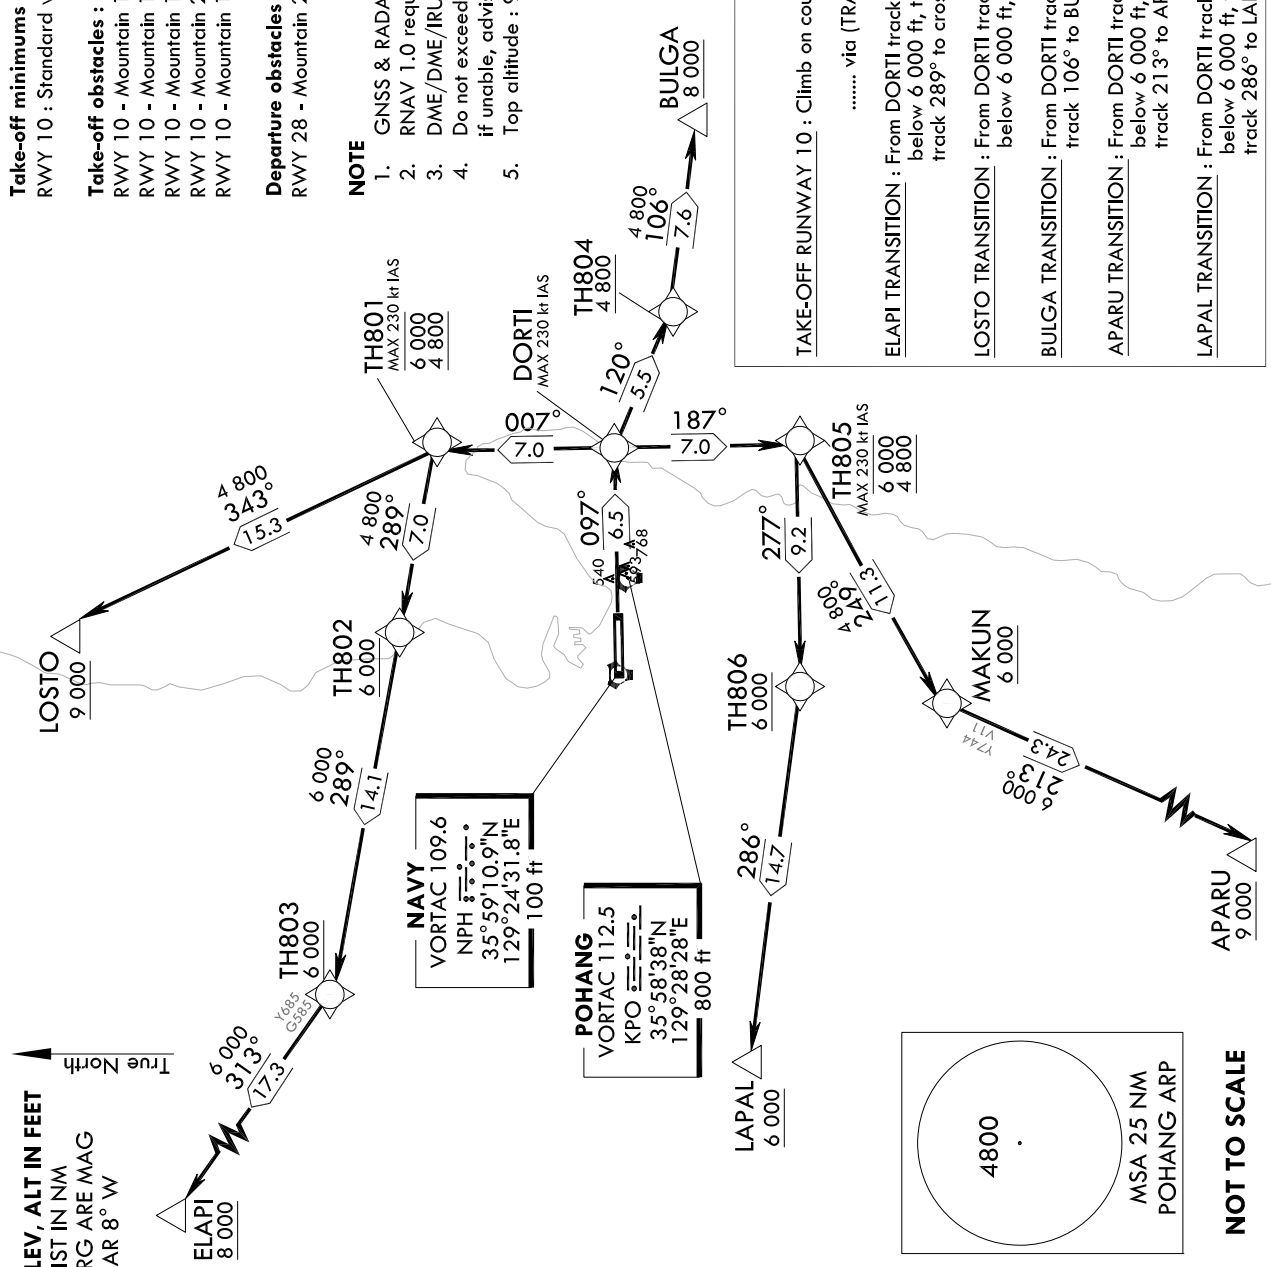 Take-off minimums
RWY 10 : Standard
Take-off obstacles :
RWY 10 - Mountain
RWY 10 - Mountain
RWY 10 - Mountain
RWY 10 - Mountain 2
RWY 10 - Mountain
Departure obstacles
RWY 28 - Mountain 2
NOTE
1. GNSS & RADA
2. RNAV 1.0 requ
3. DME/DME/IRU
4. Do not exceed
if unable, advis
5. Top altitude :
TAKE-OFF RUNWAY 10 : Climb on cou
........ via (TRA
ELAPI TRANSITION : From DORTI track
below 6 000 ft, t
track 289° to cros
LOSTO TRANSITION : From DORTI trac
below 6 000 ft,
BULGA TRANSITION : From DORTI trac
track 106° to BU
APARU TRANSITION : From DORTI trac
below 6 000 ft,
track 213° to AP
LAPAL TRANSITION : From DORTI track
below 6 000 ft,
track 286° to LA
BULGA
8 000
4 800
106°
7.6
TH804
4 800
120°
5.5
DORTI
MAX 230 kt IAS
TH801
MAX 230 kt IAS
6 000
4 800
007°
7.0
187°
7.0
097°
6.5
540
593
768
TH805
MAX 230 kt IAS
6 000
4 800
4 800
343°
15.3
LOSTO
9 000
4 800
289°
7.0
TH802
6 000
6 000
289°
14.1
TH803
6 000
Y685
G585
6 000
313°
17.3
ELAPI
8 000
277°
9.2
TH806
6 000
286°
14.7
LAPAL
6 000
4 800°
249
11.3
MAKUN
6 000
Y744
V11
6 000°
213°
24.3
APARU
9 000
NAVY
VORTAC 109.6
NPH
35°59'10.9"N
129°24'31.8"E
100 ft
POHANG
VORTAC 112.5
KPO
35°58'38"N
129°28'28"E
800 ft
True North
LEV, ALT IN FEET
IST IN NM
RG ARE MAG
AR 8° W
4800
MSA 25 NM
POHANG ARP
NOT TO SCALE